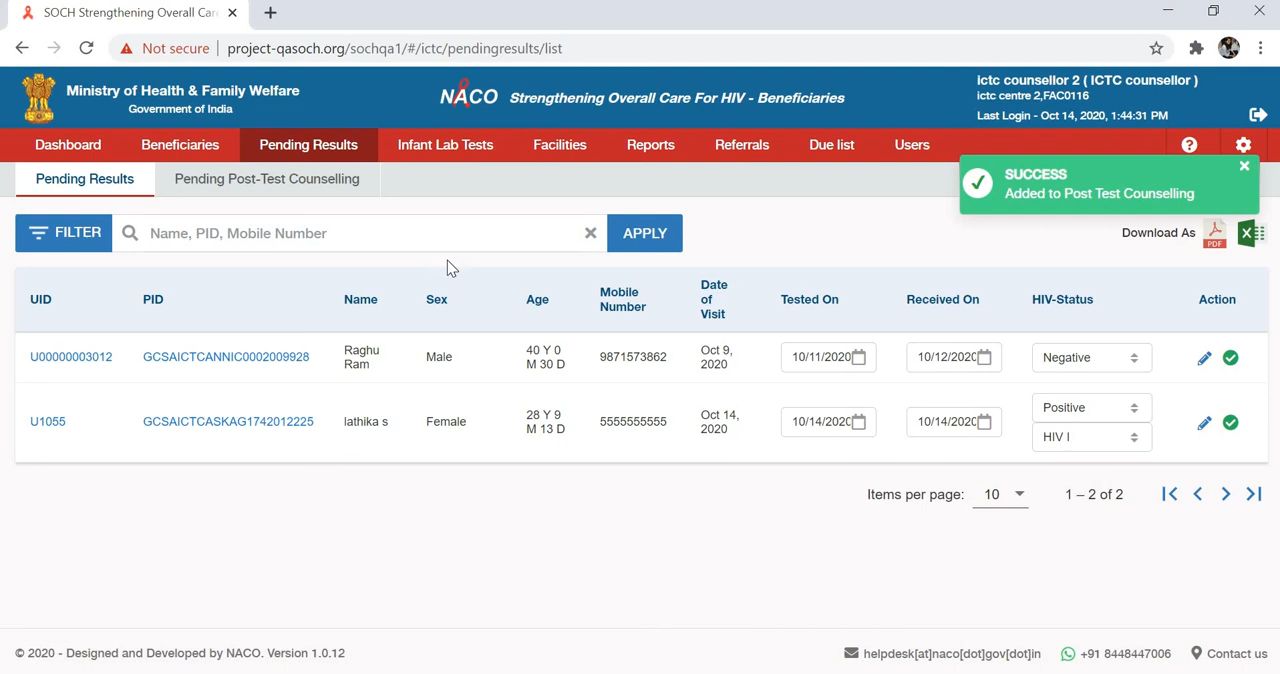 SOCH Strengthening Overall Car
Not secure
project-qasoch.org/sochqa1/#/ictc/pendingresults/list
Ministry of Health & Family Welfare
Government of India
NACO
Strengthening Overall Care For HIV - Beneficiaries
ictc counsellor 2 ( ICTC counsellor )
ictc centre 2,FAC0116
Last Login - Oct 14, 2020, 1:44:31 PM
Dashboard Beneficiaries Pending Results Infant Lab Tests Facilities Reports Referrals Due list Users
Pending Results Pending Post-Test Counselling
SUCCESS
Added to Post Test Counselling
FILTER Name, PID, Mobile Number APPLY
Download As PDF
UID PID Name Sex Age Mobile Number Date of Visit Tested On Received On HIV-Status Action
U00000003012 GCSAICTCANNIC0002009928 Raghu Ram Male 40 Y 0 M 30 D 9871573862 Oct 9, 2020 10/11/2020 10/12/2020 Negative
U1055 GCSAICTCASKAG1742012225 lathika s Female 28 Y 9 M 13 D 5555555555 Oct 14, 2020 10/14/2020 10/14/2020 Positive
HIV I
Items per page: 10 1 – 2 of 2
© 2020 - Designed and Developed by NACO. Version 1.0.12
helpdesk[at]naco[dot]gov[dot]in +91 8448447006 Contact us